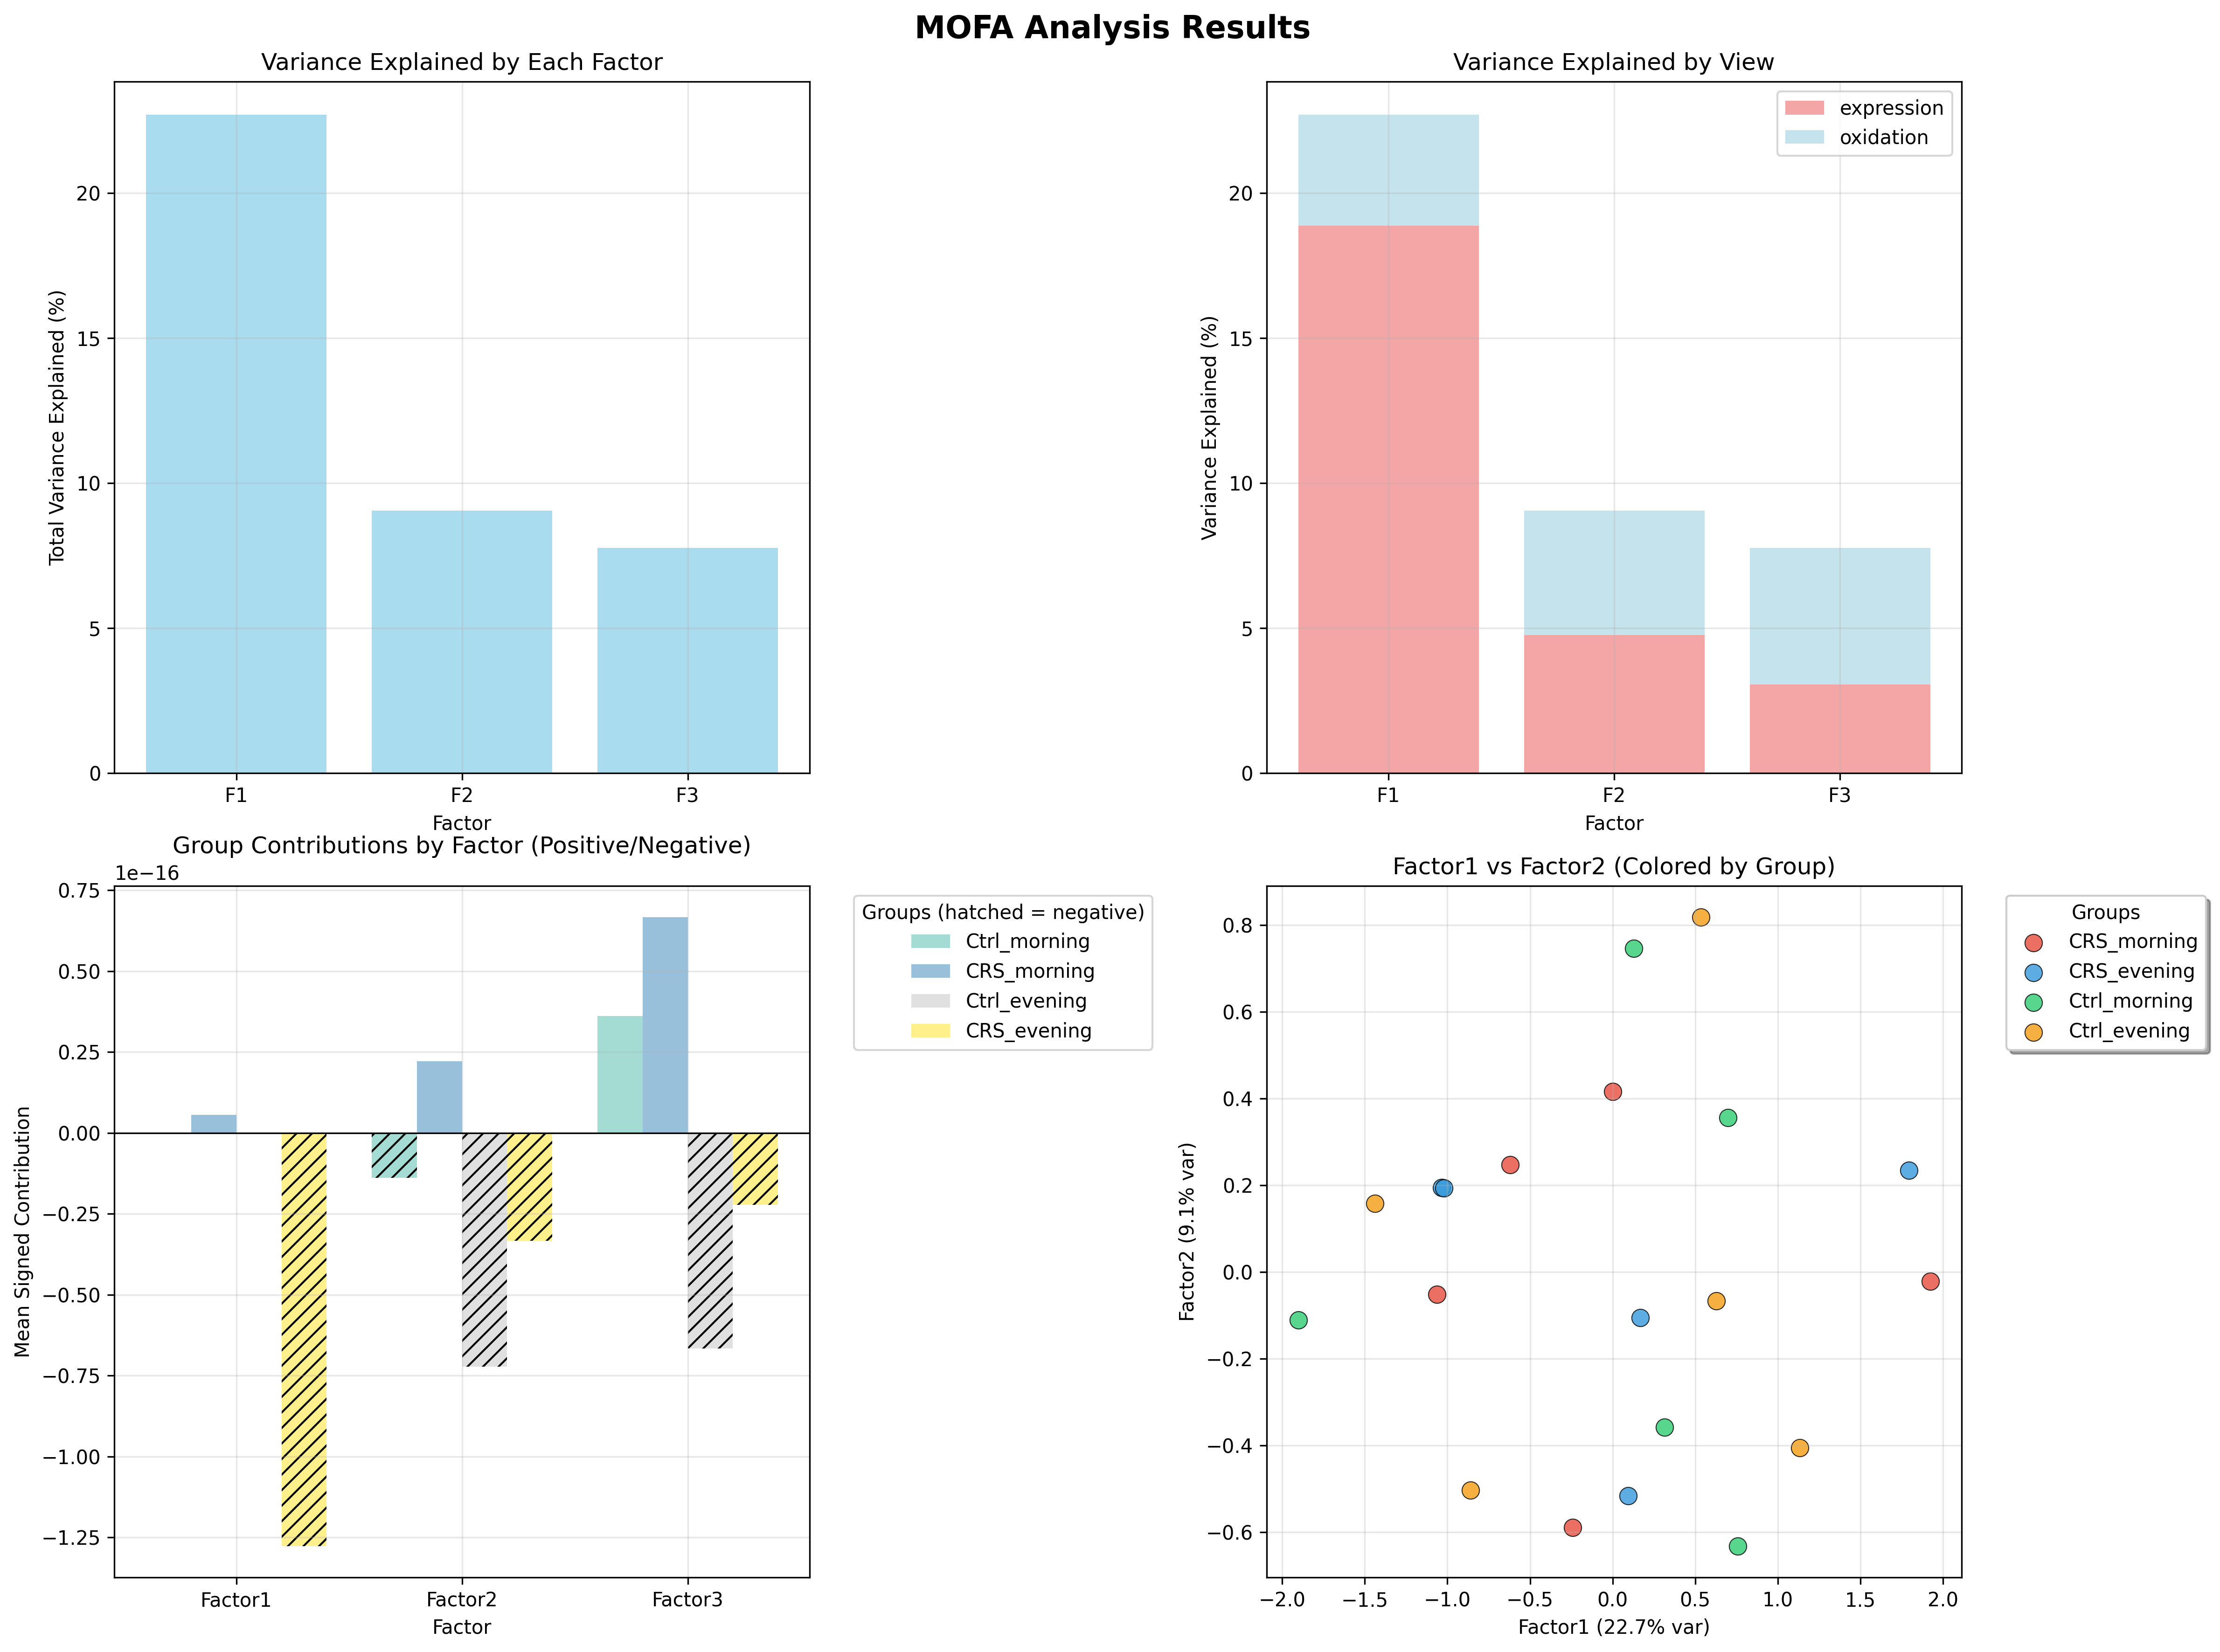 MOFA Analysis Results
Variance Explained by Each Factor
Total Variance Explained (%)
20
15
10
5
0
F1 F2 F3
Factor
Variance Explained by View
Variance Explained (%)
expression
oxidation
20
15
10
5
0
F1 F2 F3
Factor
Group Contributions by Factor (Positive/Negative)
1e−16
Mean Signed Contribution
0.75
0.50
0.25
0.00
−0.25
−0.50
−0.75
−1.00
−1.25
Factor1 Factor2 Factor3
Factor
Groups (hatched = negative)
Ctrl_morning
CRS_morning
Ctrl_evening
CRS_evening
Factor1 vs Factor2 (Colored by Group)
Factor2 (9.1% var)
0.8
0.6
0.4
0.2
0.0
−0.2
−0.4
−0.6
−2.0 −1.5 −1.0 −0.5 0.0 0.5 1.0 1.5 2.0
Factor1 (22.7% var)
Groups
CRS_morning
CRS_evening
Ctrl_morning
Ctrl_evening